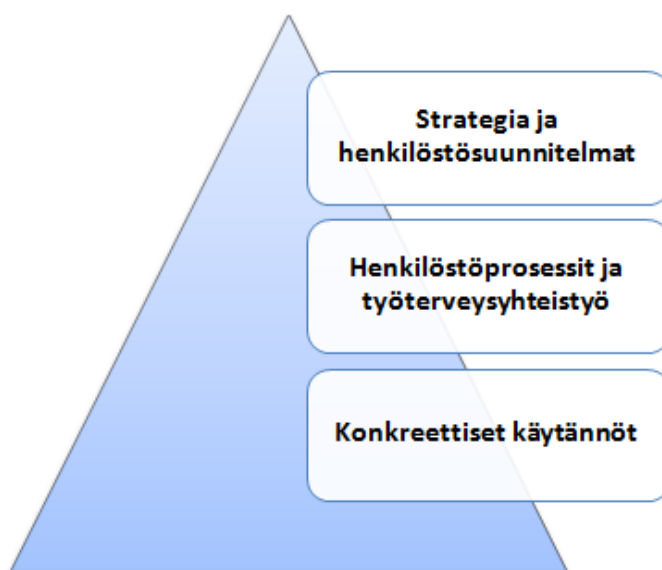 Strategia ja
henkilöstösuunnitelmat
Henkilöstöprosessit ja
työterveysyhteistyö
Konkreettiset käytännöt